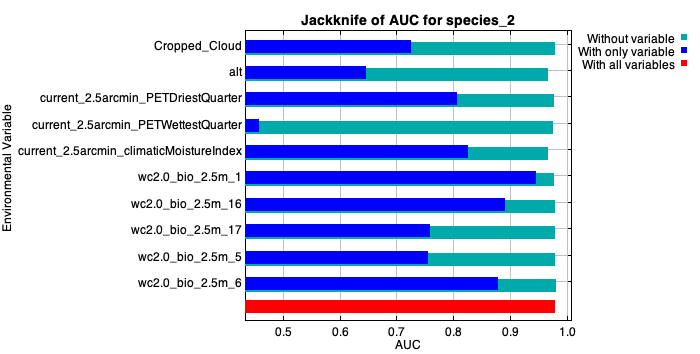 Jackknife of AUC for species_2
Without variable
With only variable
With all variables
Environmental Variable
Cropped_Cloud
alt
current_2.5arcmin_PETDriestQuarter
current_2.5arcmin_PETWettestQuarter
current_2.5arcmin_climaticMoistureIndex
wc2.0_bio_2.5m_1
wc2.0_bio_2.5m_16
wc2.0_bio_2.5m_17
wc2.0_bio_2.5m_5
wc2.0_bio_2.5m_6
0.5 0.6 0.7 0.8 0.9 1.0
AUC